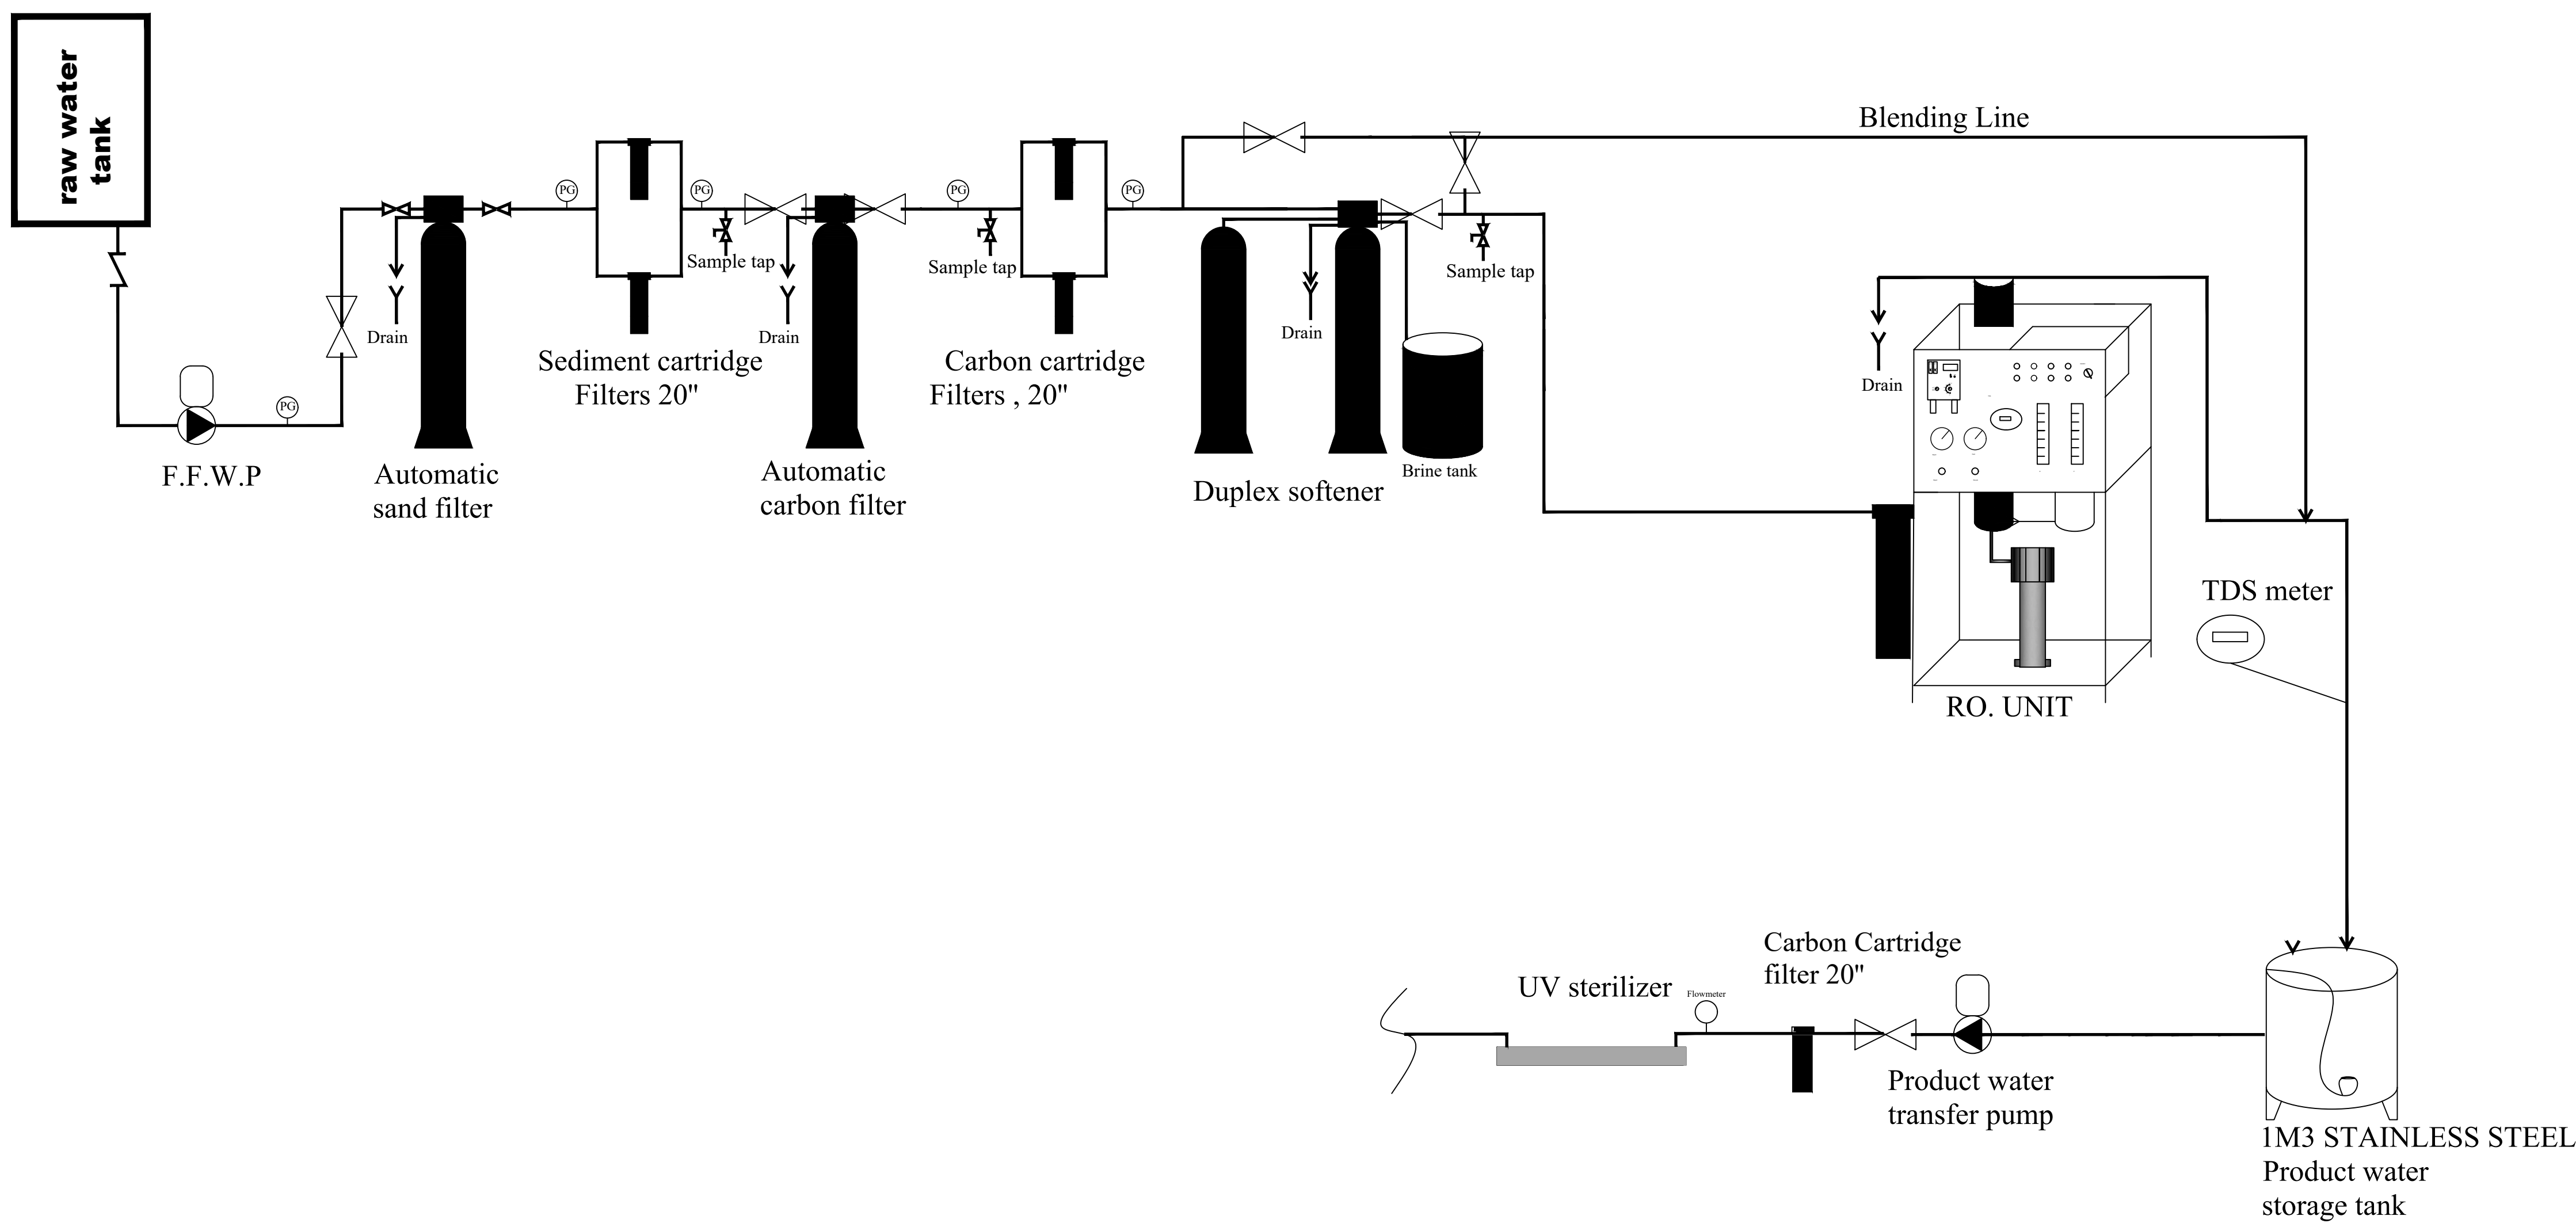 raw water
tank
Blending Line
PG
PG
PG
PG
Sample tap
Sample tap
Sample tap
Drain
Drain
Drain
Sediment cartridge
Filters 20"
Carbon cartridge
Filters , 20"
Drain
PG
F.F.W.P
Automatic
sand filter
Automatic
carbon filter
Brine tank
Duplex softener
TDS meter
RO. UNIT
Carbon Cartridge
filter 20"
UV sterilizer
Flowmeter
Product water
transfer pump
1M3 STAINLESS STEEL
Product water
storage tank